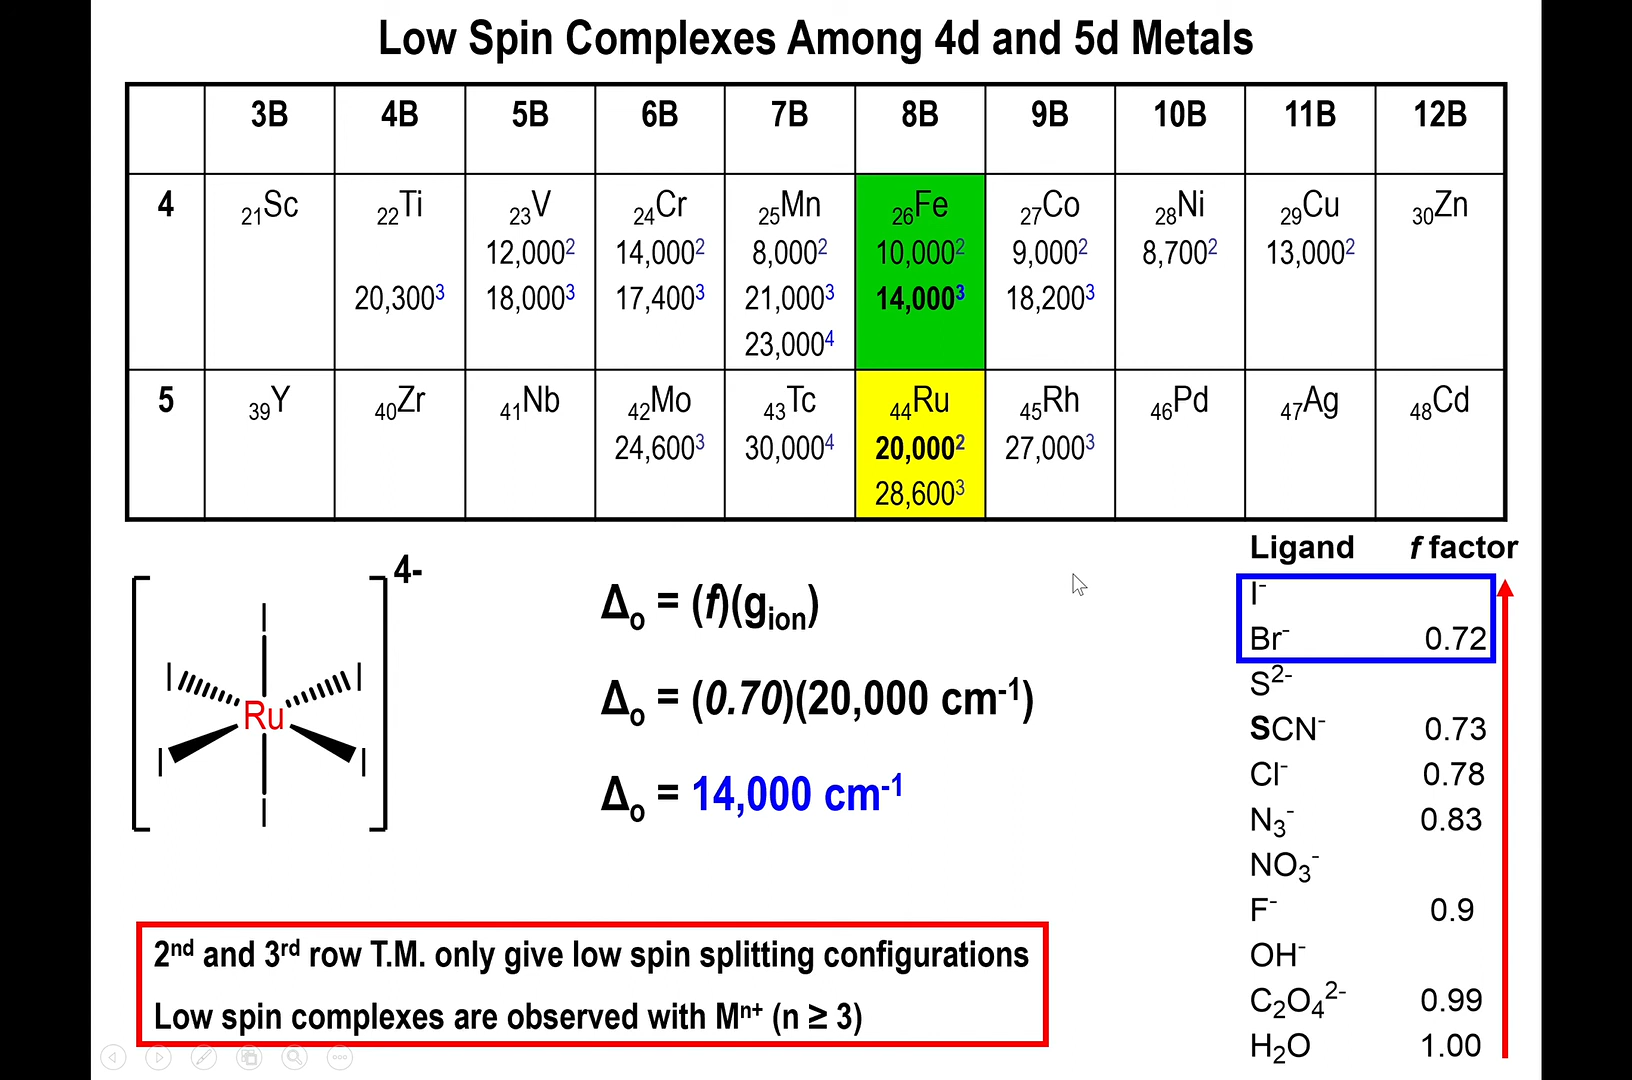 Low Spin Complexes Among 4d and 5d Metals
3B 4B 5B 6B 7B 8B 9B 10B 11B 12B
4 ₂₁Sc ₂₂Ti ₂₃V ₂₄Cr ₂₅Mn ₂₆Fe ₂₇Co ₂₈Ni ₂₉Cu ₃₀Zn
12,000² 14,000² 8,000² 10,000² 9,000² 8,700² 13,000²
20,300³ 18,000³ 17,400³ 21,000³ 14,000³ 18,200³
23,000⁴
5 ₃₉Y ₄₀Zr ₄₁Nb ₄₂Mo ₄₃Tc ₄₄Ru ₄₅Rh ₄₆Pd ₄₇Ag ₄₈Cd
24,600³ 30,000⁴ 20,000² 27,000³
28,600³
4-
I
I I
Ru
I I
I
Δₒ = (f)(gᵢₒₙ)
Δₒ = (0.70)(20,000 cm⁻¹)
Δₒ = 14,000 cm⁻¹
2ⁿᵈ and 3ʳᵈ row T.M. only give low spin splitting configurations
Low spin complexes are observed with Mⁿ⁺ (n ≥ 3)
Ligand f factor
I⁻
Br⁻ 0.72
S²⁻
SCN⁻ 0.73
Cl⁻ 0.78
N₃⁻ 0.83
NO₃⁻
F⁻ 0.9
OH⁻
C₂O₄²⁻ 0.99
H₂O 1.00